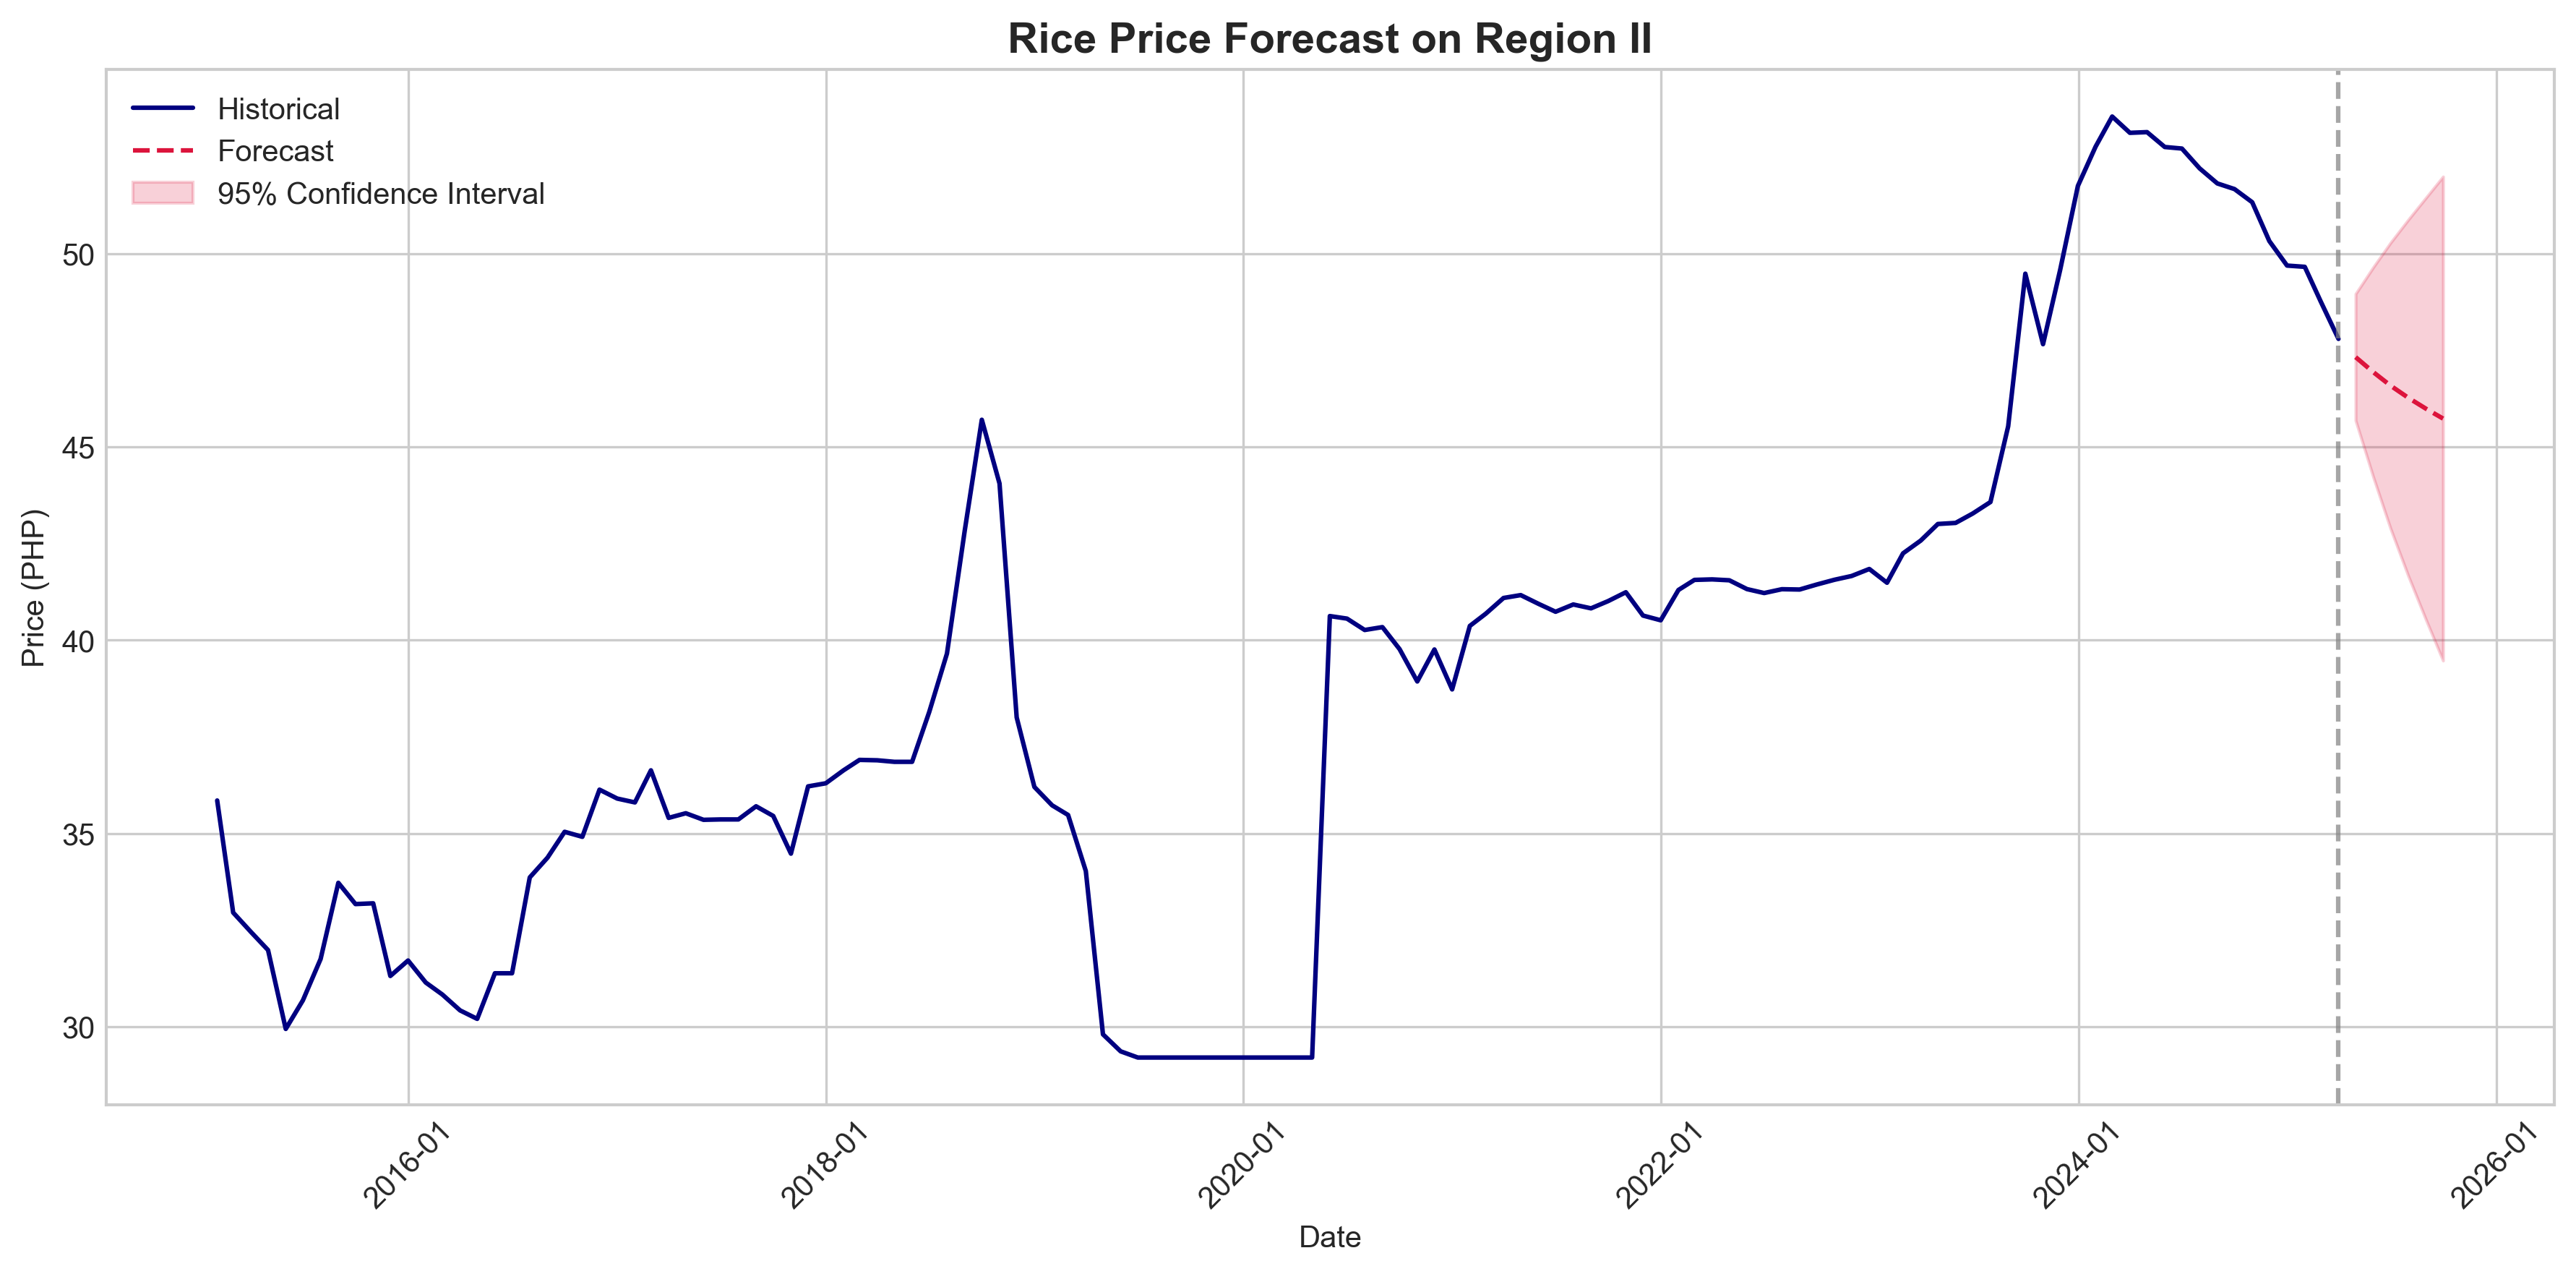 Rice Price Forecast on Region II
Historical
Forecast
95% Confidence Interval
Price (PHP)
50
45
40
35
30
2016-01
2018-01
2020-01
2022-01
2024-01
2026-01
Date